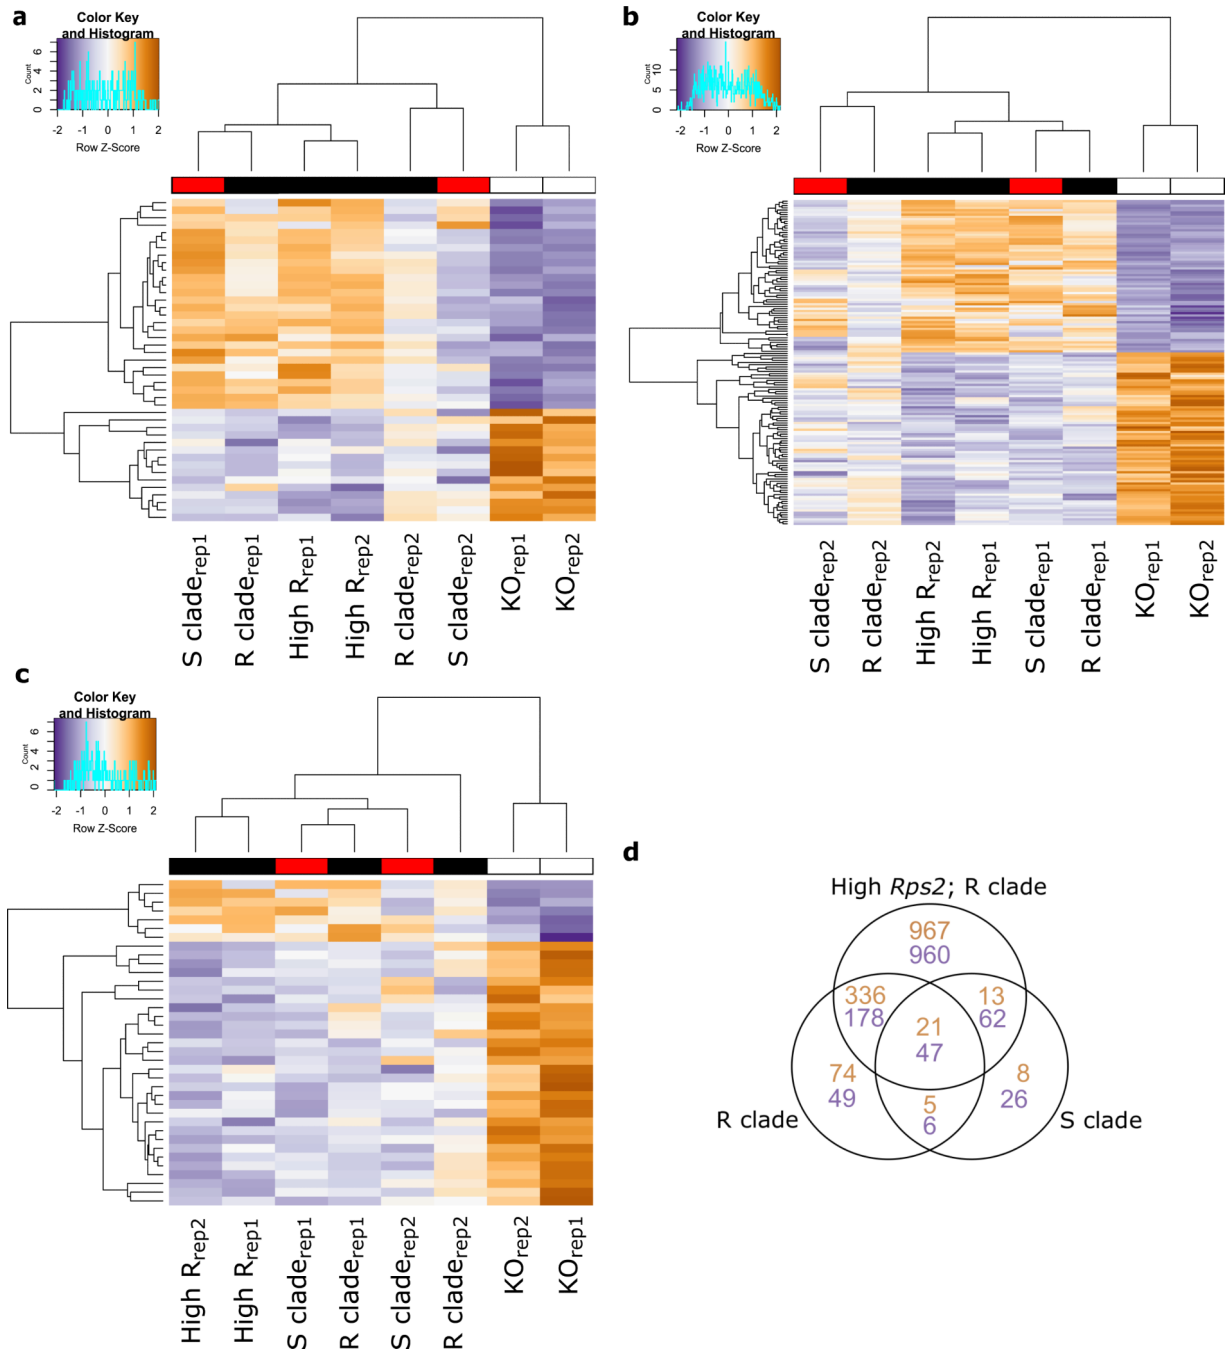 a
Color Key
and Histogram
Count
0 2 4 6
-2 -1 0 1 2
Row Z-Score
S claderep1
R claderep1
High Rrep1
High Rrep2
R claderep2
S claderep2
KOrep1
KOrep2
b
Color Key
and Histogram
Count
0 5 10
-2 -1 0 1 2
Row Z-Score
S claderep2
R claderep2
High Rrep2
High Rrep1
S claderep1
R claderep1
KOrep1
KOrep2
c
Color Key
and Histogram
Count
0 2 4 6
-2 -1 0 1 2
Row Z-Score
High Rrep2
High Rrep1
S claderep1
R claderep1
S claderep2
R claderep2
KOrep2
KOrep1
d
High Rps2; R clade
967
960
336
178
13
62
21
47
74
49
8
26
5
6
R clade
S clade